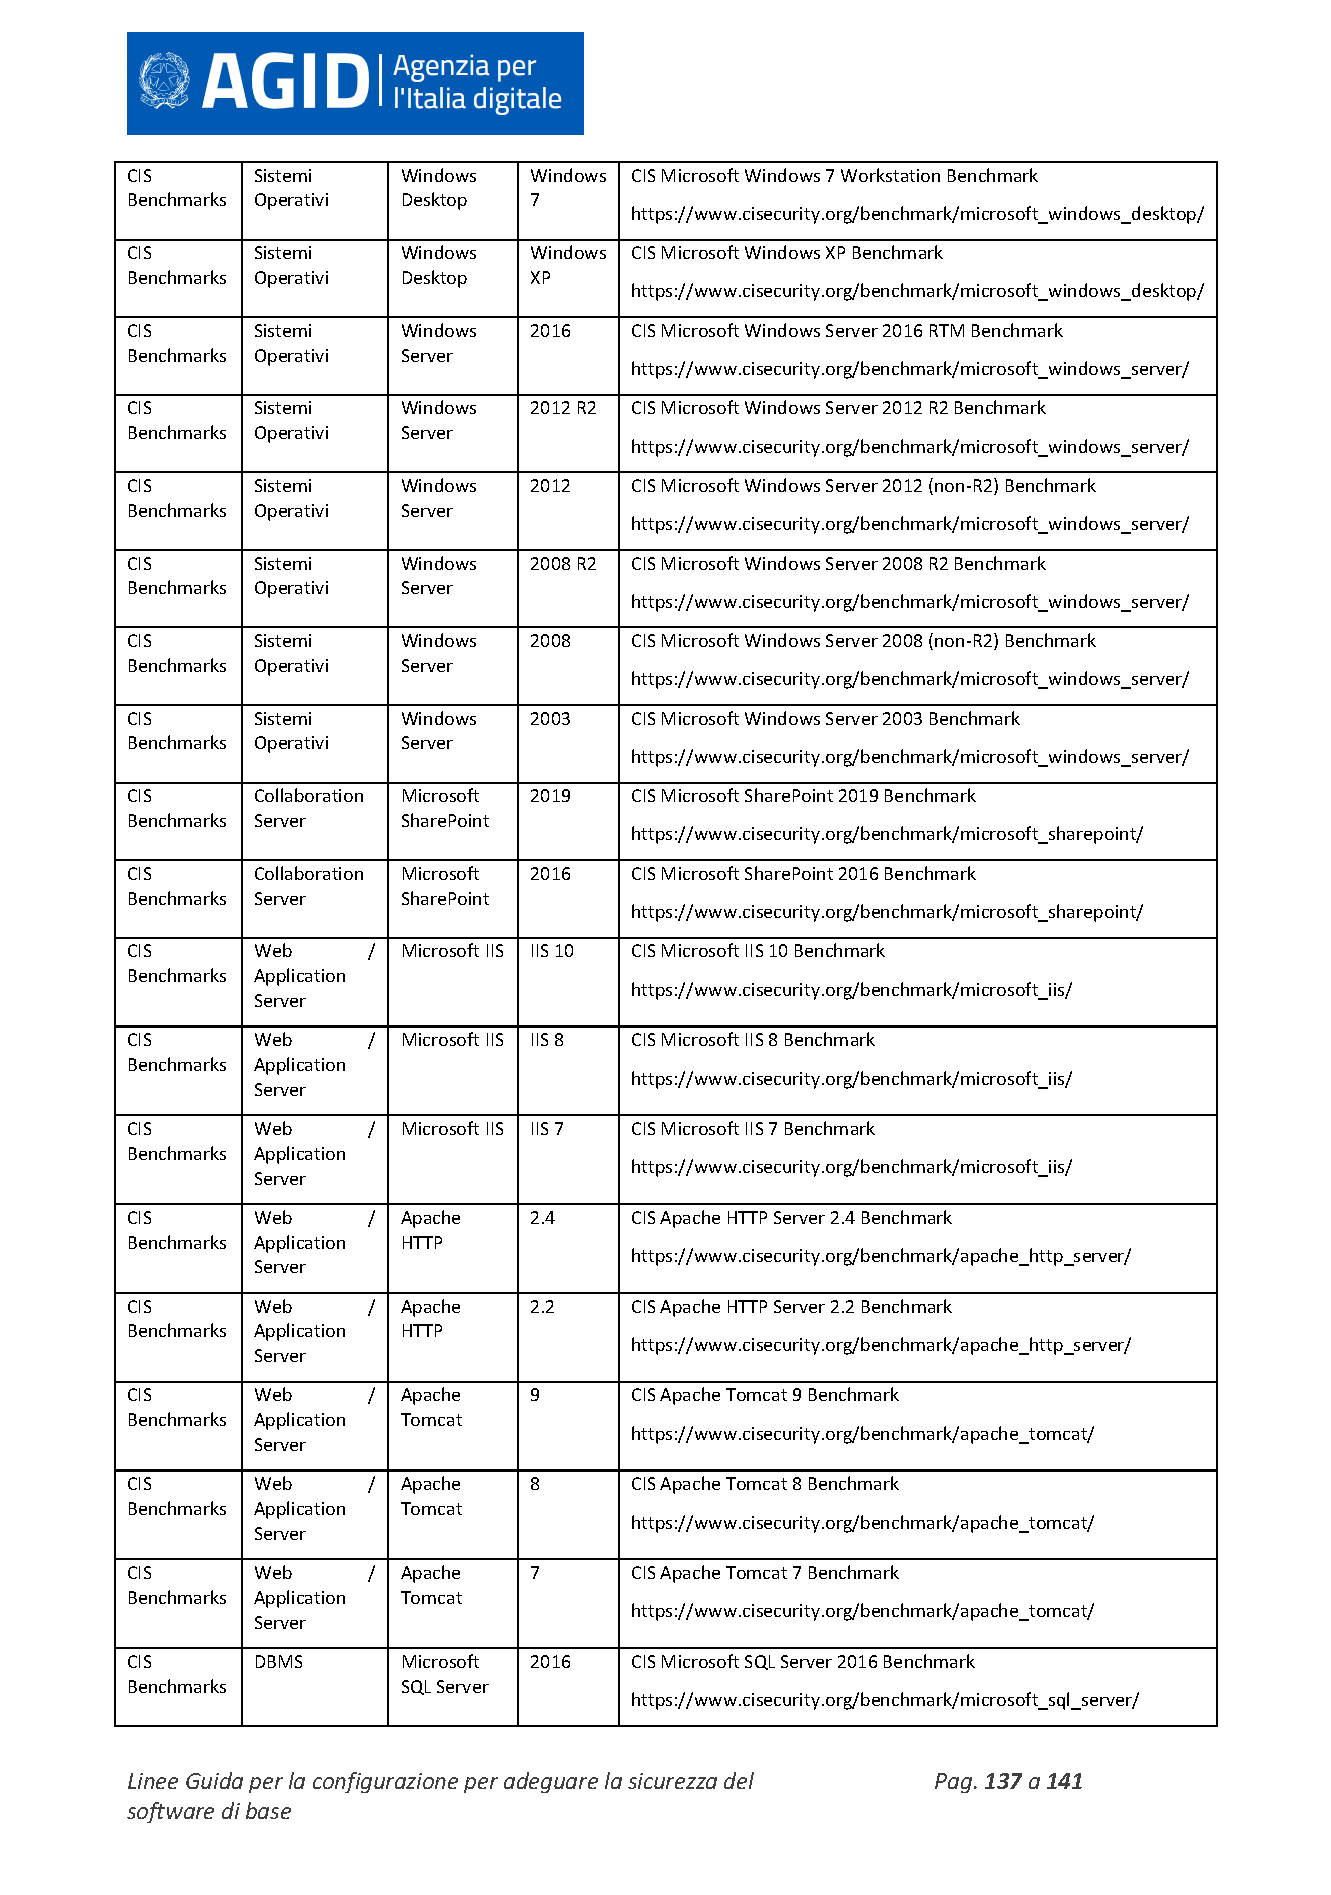 AGID Agenzia per
l'Italia digitale
CIS Sistemi Windows Windows CIS Microsoft Windows 7 Workstation Benchmark
Benchmarks Operativi Desktop 7
https://www.cisecurity.org/benchmark/microsoft_windows_desktop/
CIS Sistemi Windows Windows CIS Microsoft Windows XP Benchmark
Benchmarks Operativi Desktop XP
https://www.cisecurity.org/benchmark/microsoft_windows_desktop/
CIS Sistemi Windows 2016 CIS Microsoft Windows Server 2016 RTM Benchmark
Benchmarks Operativi Server
https://www.cisecurity.org/benchmark/microsoft_windows_server/
CIS Sistemi Windows 2012 R2 CIS Microsoft Windows Server 2012 R2 Benchmark
Benchmarks Operativi Server
https://www.cisecurity.org/benchmark/microsoft_windows_server/
CIS Sistemi Windows 2012 CIS Microsoft Windows Server 2012 (non-R2) Benchmark
Benchmarks Operativi Server
https://www.cisecurity.org/benchmark/microsoft_windows_server/
CIS Sistemi Windows 2008 R2 CIS Microsoft Windows Server 2008 R2 Benchmark
Benchmarks Operativi Server
https://www.cisecurity.org/benchmark/microsoft_windows_server/
CIS Sistemi Windows 2008 CIS Microsoft Windows Server 2008 (non-R2) Benchmark
Benchmarks Operativi Server
https://www.cisecurity.org/benchmark/microsoft_windows_server/
CIS Sistemi Windows 2003 CIS Microsoft Windows Server 2003 Benchmark
Benchmarks Operativi Server
https://www.cisecurity.org/benchmark/microsoft_windows_server/
CIS Collaboration Microsoft 2019 CIS Microsoft SharePoint 2019 Benchmark
Benchmarks Server SharePoint
https://www.cisecurity.org/benchmark/microsoft_sharepoint/
CIS Collaboration Microsoft 2016 CIS Microsoft SharePoint 2016 Benchmark
Benchmarks Server SharePoint
https://www.cisecurity.org/benchmark/microsoft_sharepoint/
CIS Web / Microsoft IIS IIS 10 CIS Microsoft IIS 10 Benchmark
Benchmarks Application
https://www.cisecurity.org/benchmark/microsoft_iis/
Server
CIS Web / Microsoft IIS IIS 8 CIS Microsoft IIS 8 Benchmark
Benchmarks Application
https://www.cisecurity.org/benchmark/microsoft_iis/
Server
CIS Web / Microsoft IIS IIS 7 CIS Microsoft IIS 7 Benchmark
Benchmarks Application
https://www.cisecurity.org/benchmark/microsoft_iis/
Server
CIS Web / Apache 2.4 CIS Apache HTTP Server 2.4 Benchmark
Benchmarks Application HTTP
https://www.cisecurity.org/benchmark/apache_http_server/
Server
CIS Web / Apache 2.2 CIS Apache HTTP Server 2.2 Benchmark
Benchmarks Application HTTP
https://www.cisecurity.org/benchmark/apache_http_server/
Server
CIS Web / Apache 9 CIS Apache Tomcat 9 Benchmark
Benchmarks Application Tomcat
https://www.cisecurity.org/benchmark/apache_tomcat/
Server
CIS Web / Apache 8 CIS Apache Tomcat 8 Benchmark
Benchmarks Application Tomcat
https://www.cisecurity.org/benchmark/apache_tomcat/
Server
CIS Web / Apache 7 CIS Apache Tomcat 7 Benchmark
Benchmarks Application Tomcat
https://www.cisecurity.org/benchmark/apache_tomcat/
Server
CIS DBMS Microsoft 2016 CIS Microsoft SQL Server 2016 Benchmark
Benchmarks SQL Server
https://www.cisecurity.org/benchmark/microsoft_sql_server/
Linee Guida per la configurazione per adeguare la sicurezza del Pag. 137 a 141
software di base